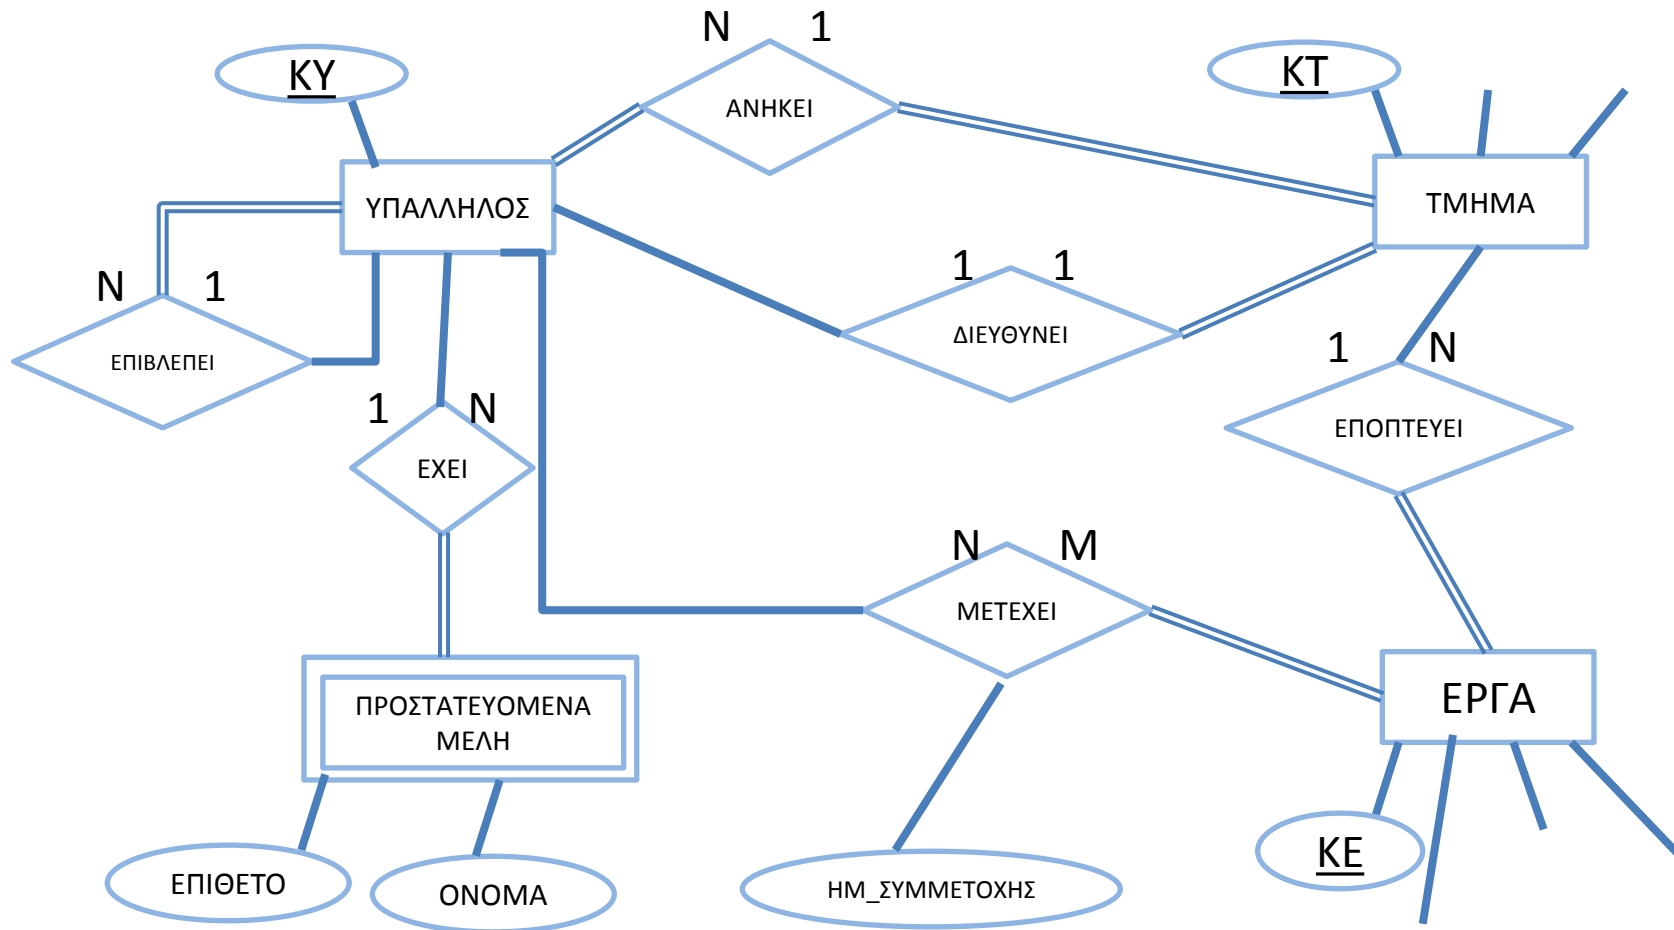 N 1
ΚΥ
ΚΤ
ΑΝΗΚΕΙ
ΥΠΑΛΛΗΛΟΣ
ΤΜΗΜΑ
N 1
1 1
ΕΠΙΒΛΕΠΕΙ
ΔΙΕΥΘΥΝΕΙ
1 N
1 N
ΕΧΕΙ
ΕΠΟΠΤΕΥΕΙ
N M
ΜΕΤΕΧΕΙ
ΠΡΟΣΤΑΤΕΥΟΜΕΝΑ
ΜΕΛΗ
ΕΡΓΑ
ΚΕ
ΕΠΙΘΕΤΟ
ΟΝΟΜΑ
ΗΜ_ΣΥΜΜΕΤΟΧΗΣ